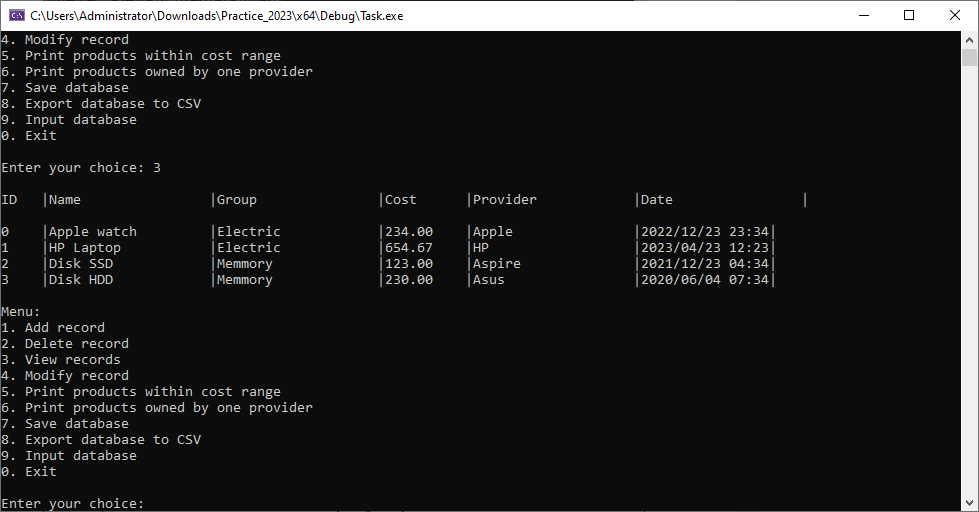 C:\Users\Administrator\Downloads\Practice_2023\x64\Debug\Task.exe
4. Modify record
5. Print products within cost range
6. Print products owned by one provider
7. Save database
8. Export database to CSV
9. Input database
0. Exit
Enter your choice: 3
ID   |Name                |Group               |Cost      |Provider            |Date                |
0    |Apple watch         |Electric            |234.00    |Apple               |2022/12/23 23:34|
1    |HP Laptop           |Electric            |654.67    |HP                  |2023/04/23 12:23|
2    |Disk SSD            |Memmory             |123.00    |Aspire              |2021/12/23 04:34|
3    |Disk HDD            |Memmory             |230.00    |Asus                |2020/06/04 07:34|
Menu:
1. Add record
2. Delete record
3. View records
4. Modify record
5. Print products within cost range
6. Print products owned by one provider
7. Save database
8. Export database to CSV
9. Input database
0. Exit
Enter your choice: